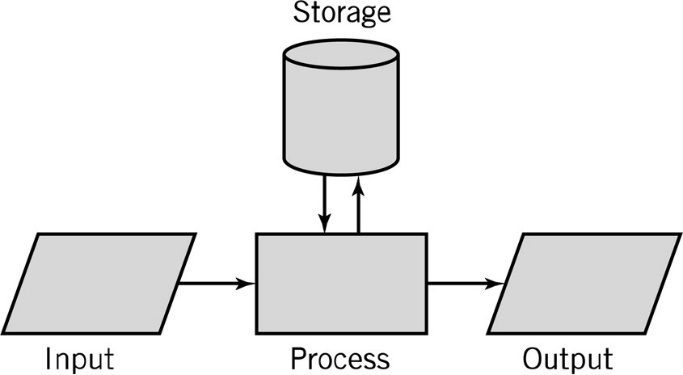 Storage
Input
Process
Output